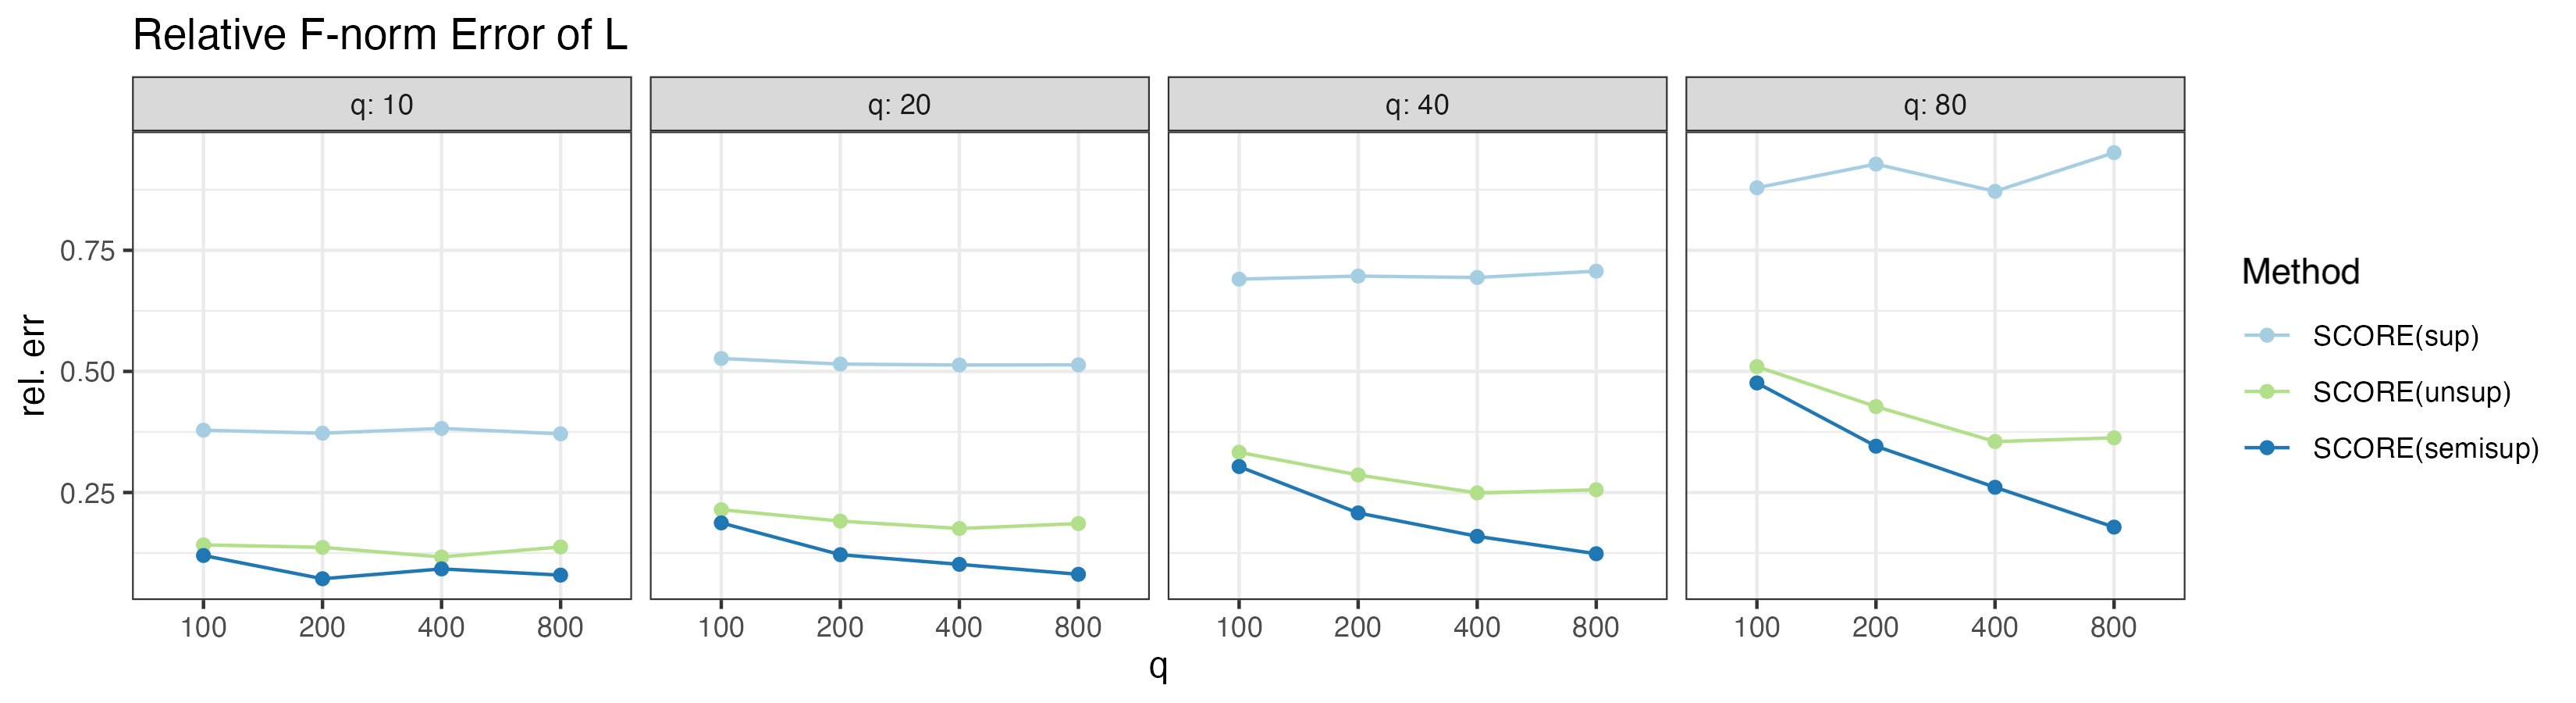 Relative F-norm Error of L
q: 10
q: 20
q: 40
q: 80
rel. err
0.75
0.50
0.25
100 200 400 800
100 200 400 800
100 200 400 800
100 200 400 800
q
Method
SCORE(sup)
SCORE(unsup)
SCORE(semisup)